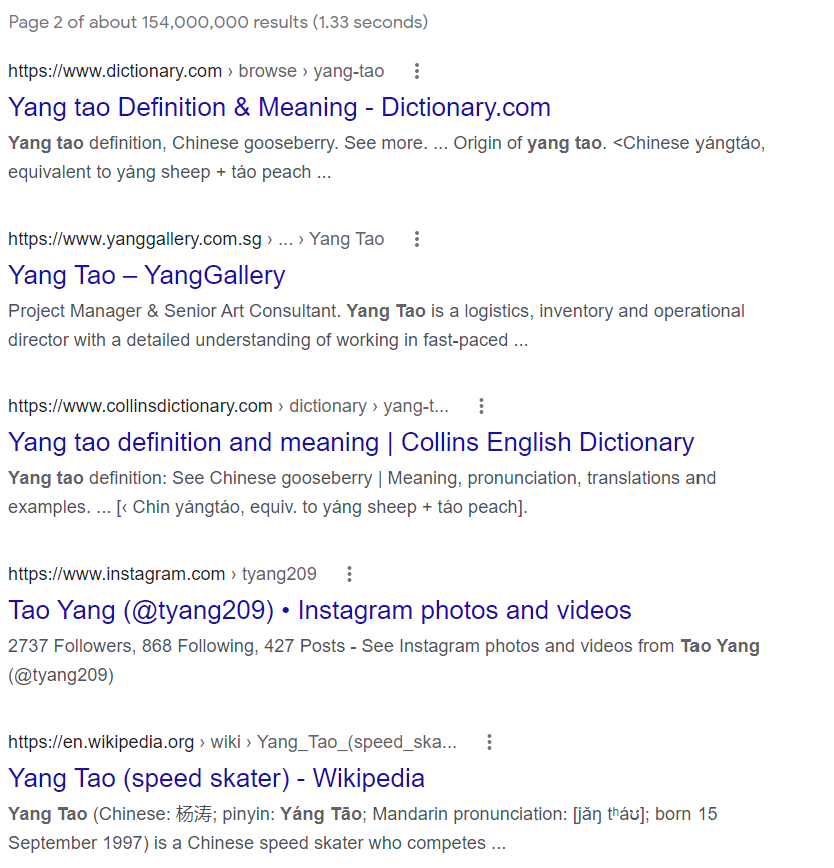 Page 2 of about 154,000,000 results (1.33 seconds)
https://www.dictionary.com › browse › yang-tao
Yang tao Definition & Meaning - Dictionary.com
Yang tao definition, Chinese gooseberry. See more. ... Origin of yang tao. <Chinese yángtáo,
equivalent to yáng sheep + táo peach ...
https://www.yanggallery.com.sg › ... › Yang Tao
Yang Tao – YangGallery
Project Manager & Senior Art Consultant. Yang Tao is a logistics, inventory and operational
director with a detailed understanding of working in fast-paced ...
https://www.collinsdictionary.com › dictionary › yang-t...
Yang tao definition and meaning | Collins English Dictionary
Yang tao definition: See Chinese gooseberry | Meaning, pronunciation, translations and
examples. ... [‹ Chin yángtáo, equiv. to yáng sheep + táo peach].
https://www.instagram.com › tyang209
Tao Yang (@tyang209) • Instagram photos and videos
2737 Followers, 868 Following, 427 Posts - See Instagram photos and videos from Tao Yang
(@tyang209)
https://en.wikipedia.org › wiki › Yang_Tao_(speed_ska...
Yang Tao (speed skater) - Wikipedia
Yang Tao (Chinese: 杨涛; pinyin: Yáng Tāo; Mandarin pronunciation: [jǎŋ tʰáʊ]; born 15
September 1997) is a Chinese speed skater who competes ...